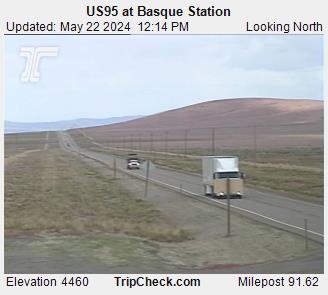 US95 at Basque Station
Updated: May 22 2024 12:14 PM Looking North
Elevation 4460 TripCheck.com Milepost 91.62